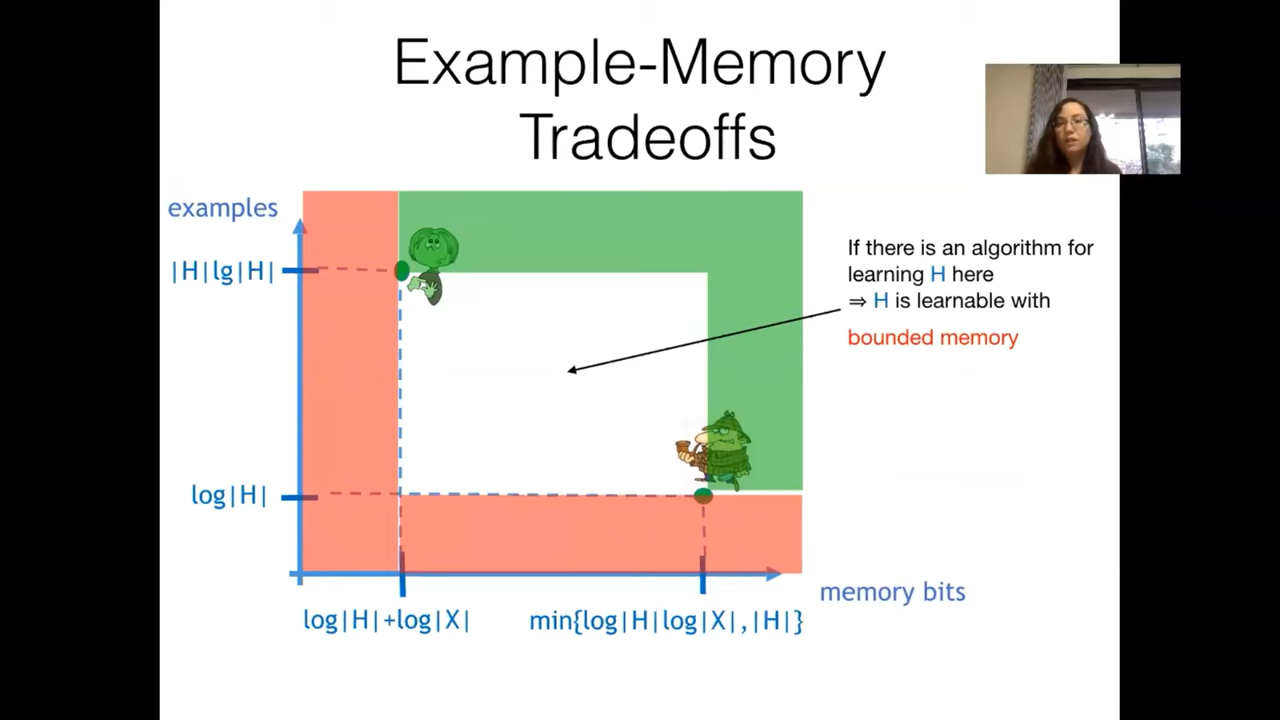 Example-Memory
Tradeoffs
examples
|H|lg|H|
log|H|
If there is an algorithm for
learning H here
⇒ H is learnable with
bounded memory
memory bits
log|H|+log|X|
min{log|H|log|X|,|H|}